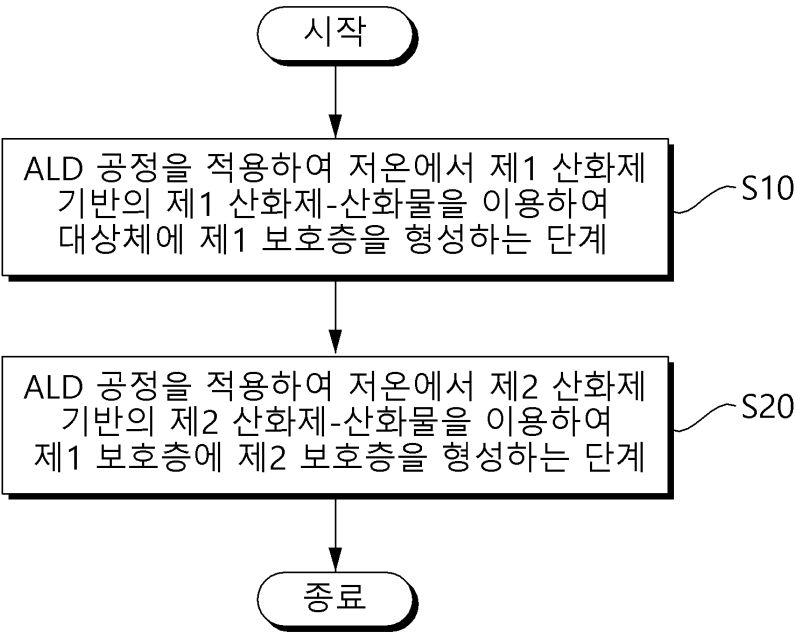 시작
ALD 공정을 적용하여 저온에서 제1 산화제
기반의 제1 산화제-산화물을 이용하여
대상체에 제1 보호층을 형성하는 단계
S10
ALD 공정을 적용하여 저온에서 제2 산화제
기반의 제2 산화제-산화물을 이용하여
제1 보호층에 제2 보호층을 형성하는 단계
S20
종료